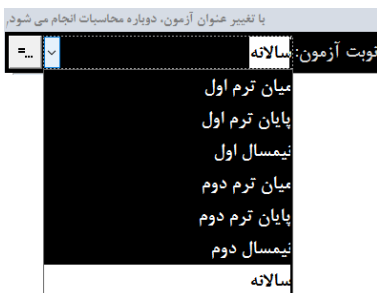 با تغییر عنوان آزمون، دوباره محاسبات انجام می شود,
نوبت آزمون: سالانه
=...
میان ترم اول
پایان ترم اول
نیمسال اول
میان ترم دوم
پایان ترم دوم
نیمسال دوم
سالانه